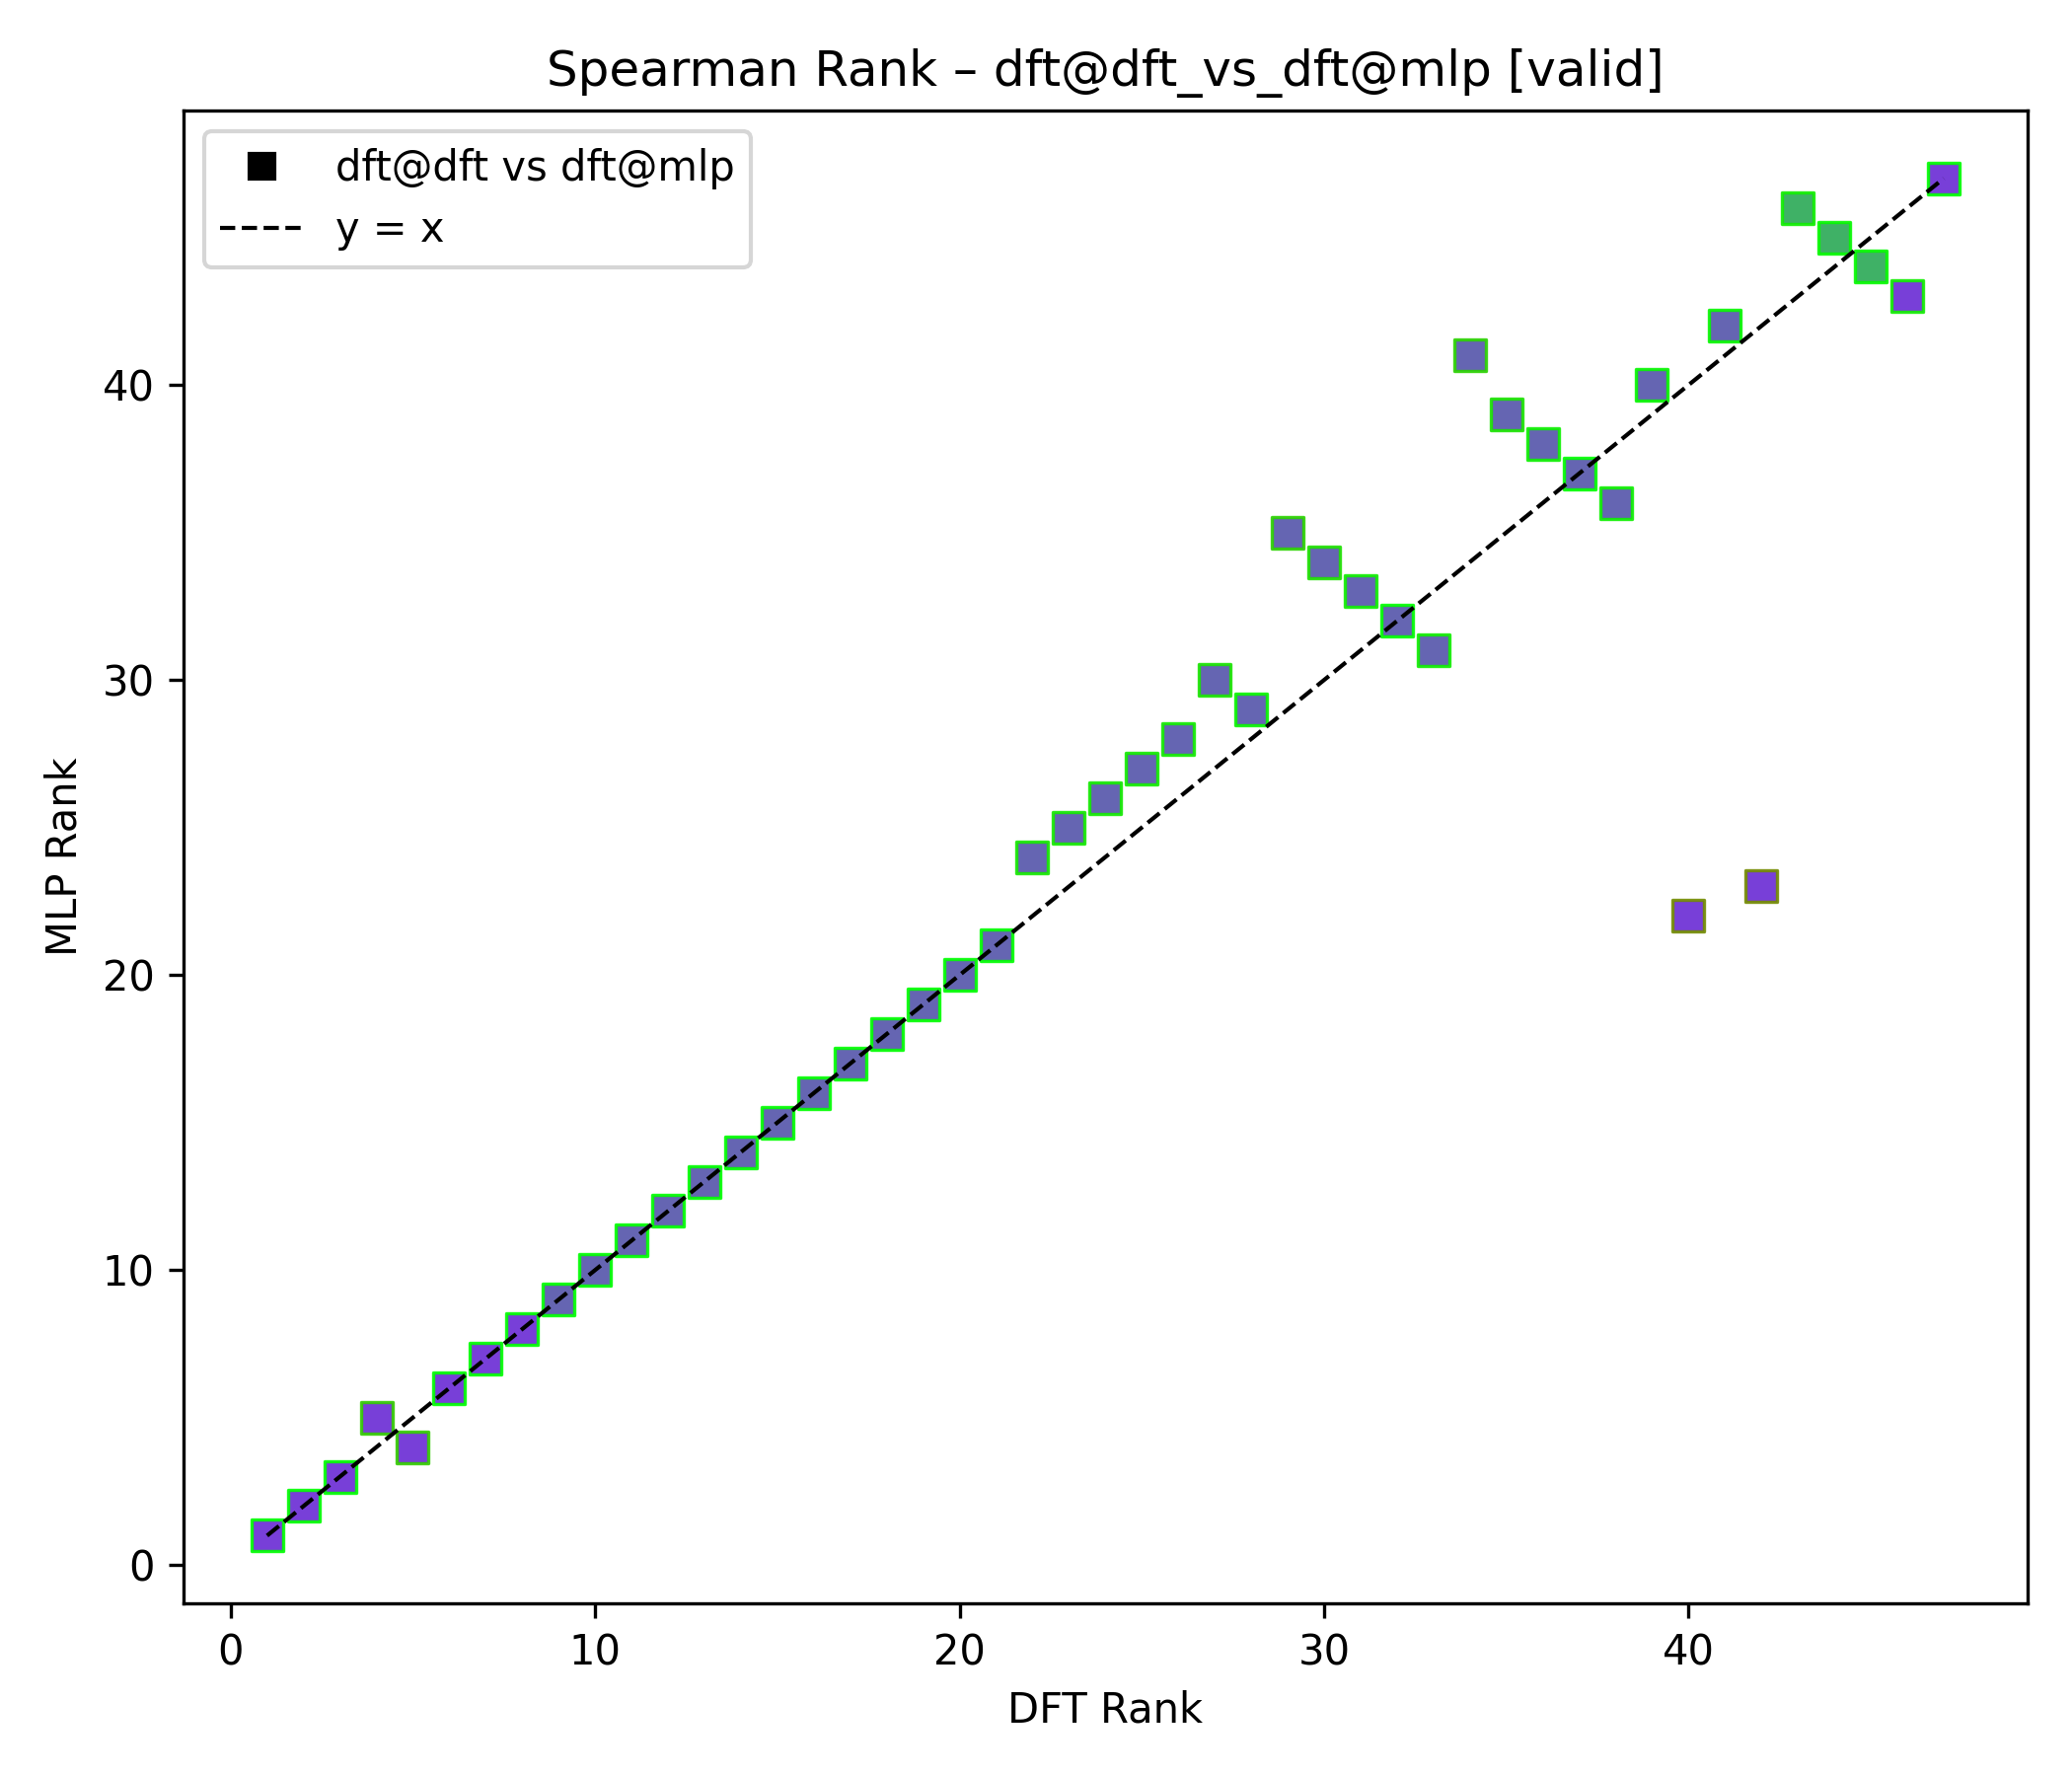 Spearman Rank – dft@dft_vs_dft@mlp [valid]
dft@dft vs dft@mlp
y = x
MLP Rank
40
30
20
10
0
0 10 20 30 40
DFT Rank